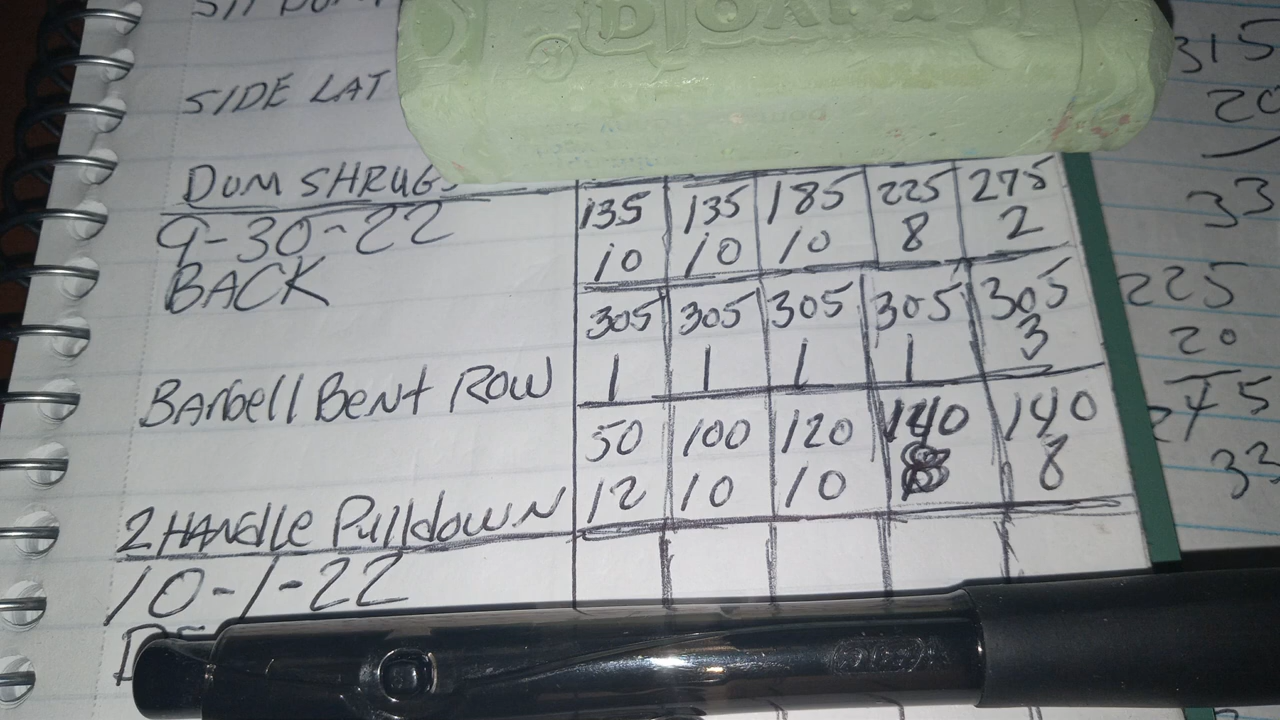 SIDE LAT
DUM SHRUGS
9-30-22
BACK
135 135 185 225 275
10 10 10 8 2
Barbell Bent Row
305 305 305 305 305
1 1 1 1 3
2 Handle Pulldown
50 100 120 140 140
12 10 10 8
10-1-22
315
20
33
225
20
33